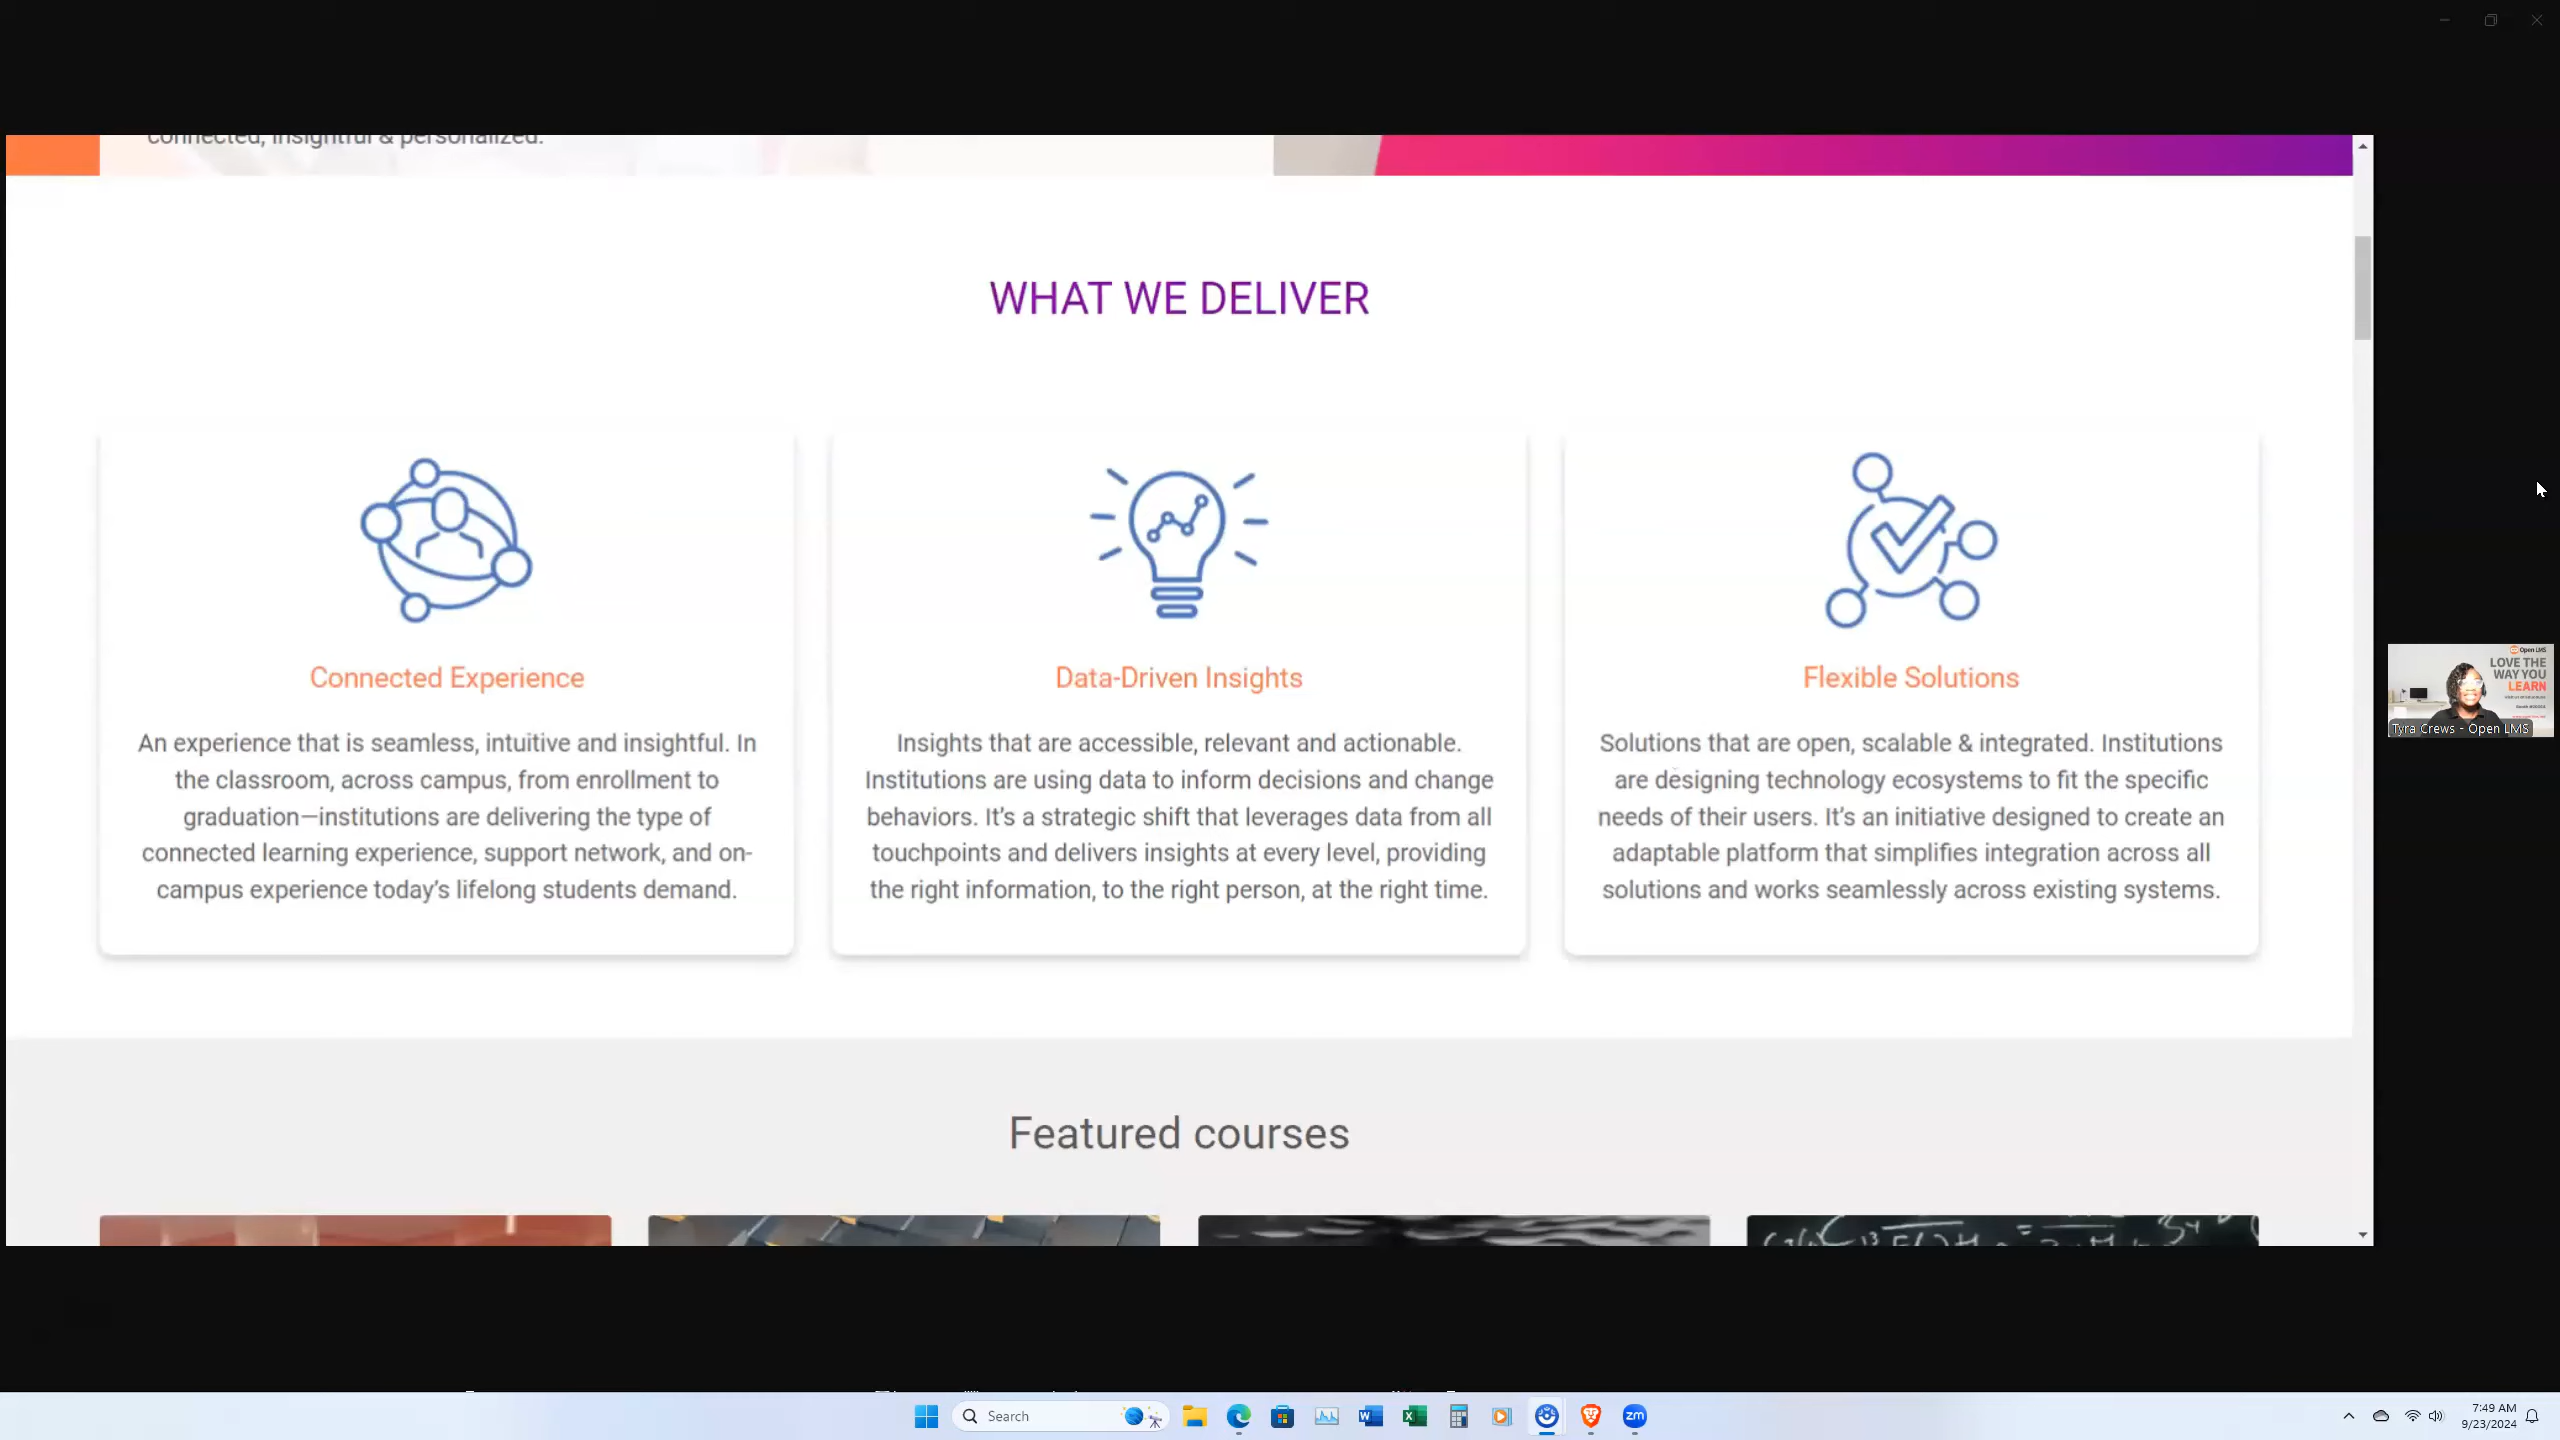 connected, insightful & personalized.
WHAT WE DELIVER
Connected Experience
An experience that is seamless, intuitive and insightful. In
the classroom, across campus, from enrollment to
graduation—institutions are delivering the type of
connected learning experience, support network, and on-
campus experience today's lifelong students demand.
Data-Driven Insights
Insights that are accessible, relevant and actionable.
Institutions are using data to inform decisions and change
behaviors. It's a strategic shift that leverages data from all
touchpoints and delivers insights at every level, providing
the right information, to the right person, at the right time.
Flexible Solutions
Solutions that are open, scalable & integrated. Institutions
are designing technology ecosystems to fit the specific
needs of their users. It's an initiative designed to create an
adaptable platform that simplifies integration across all
solutions and works seamlessly across existing systems.
Open LMS
LOVE THE
WAY YOU
LEARN
Tyra Crews - Open LMS
Featured courses
Search
zm
7:49 AM
9/23/2024